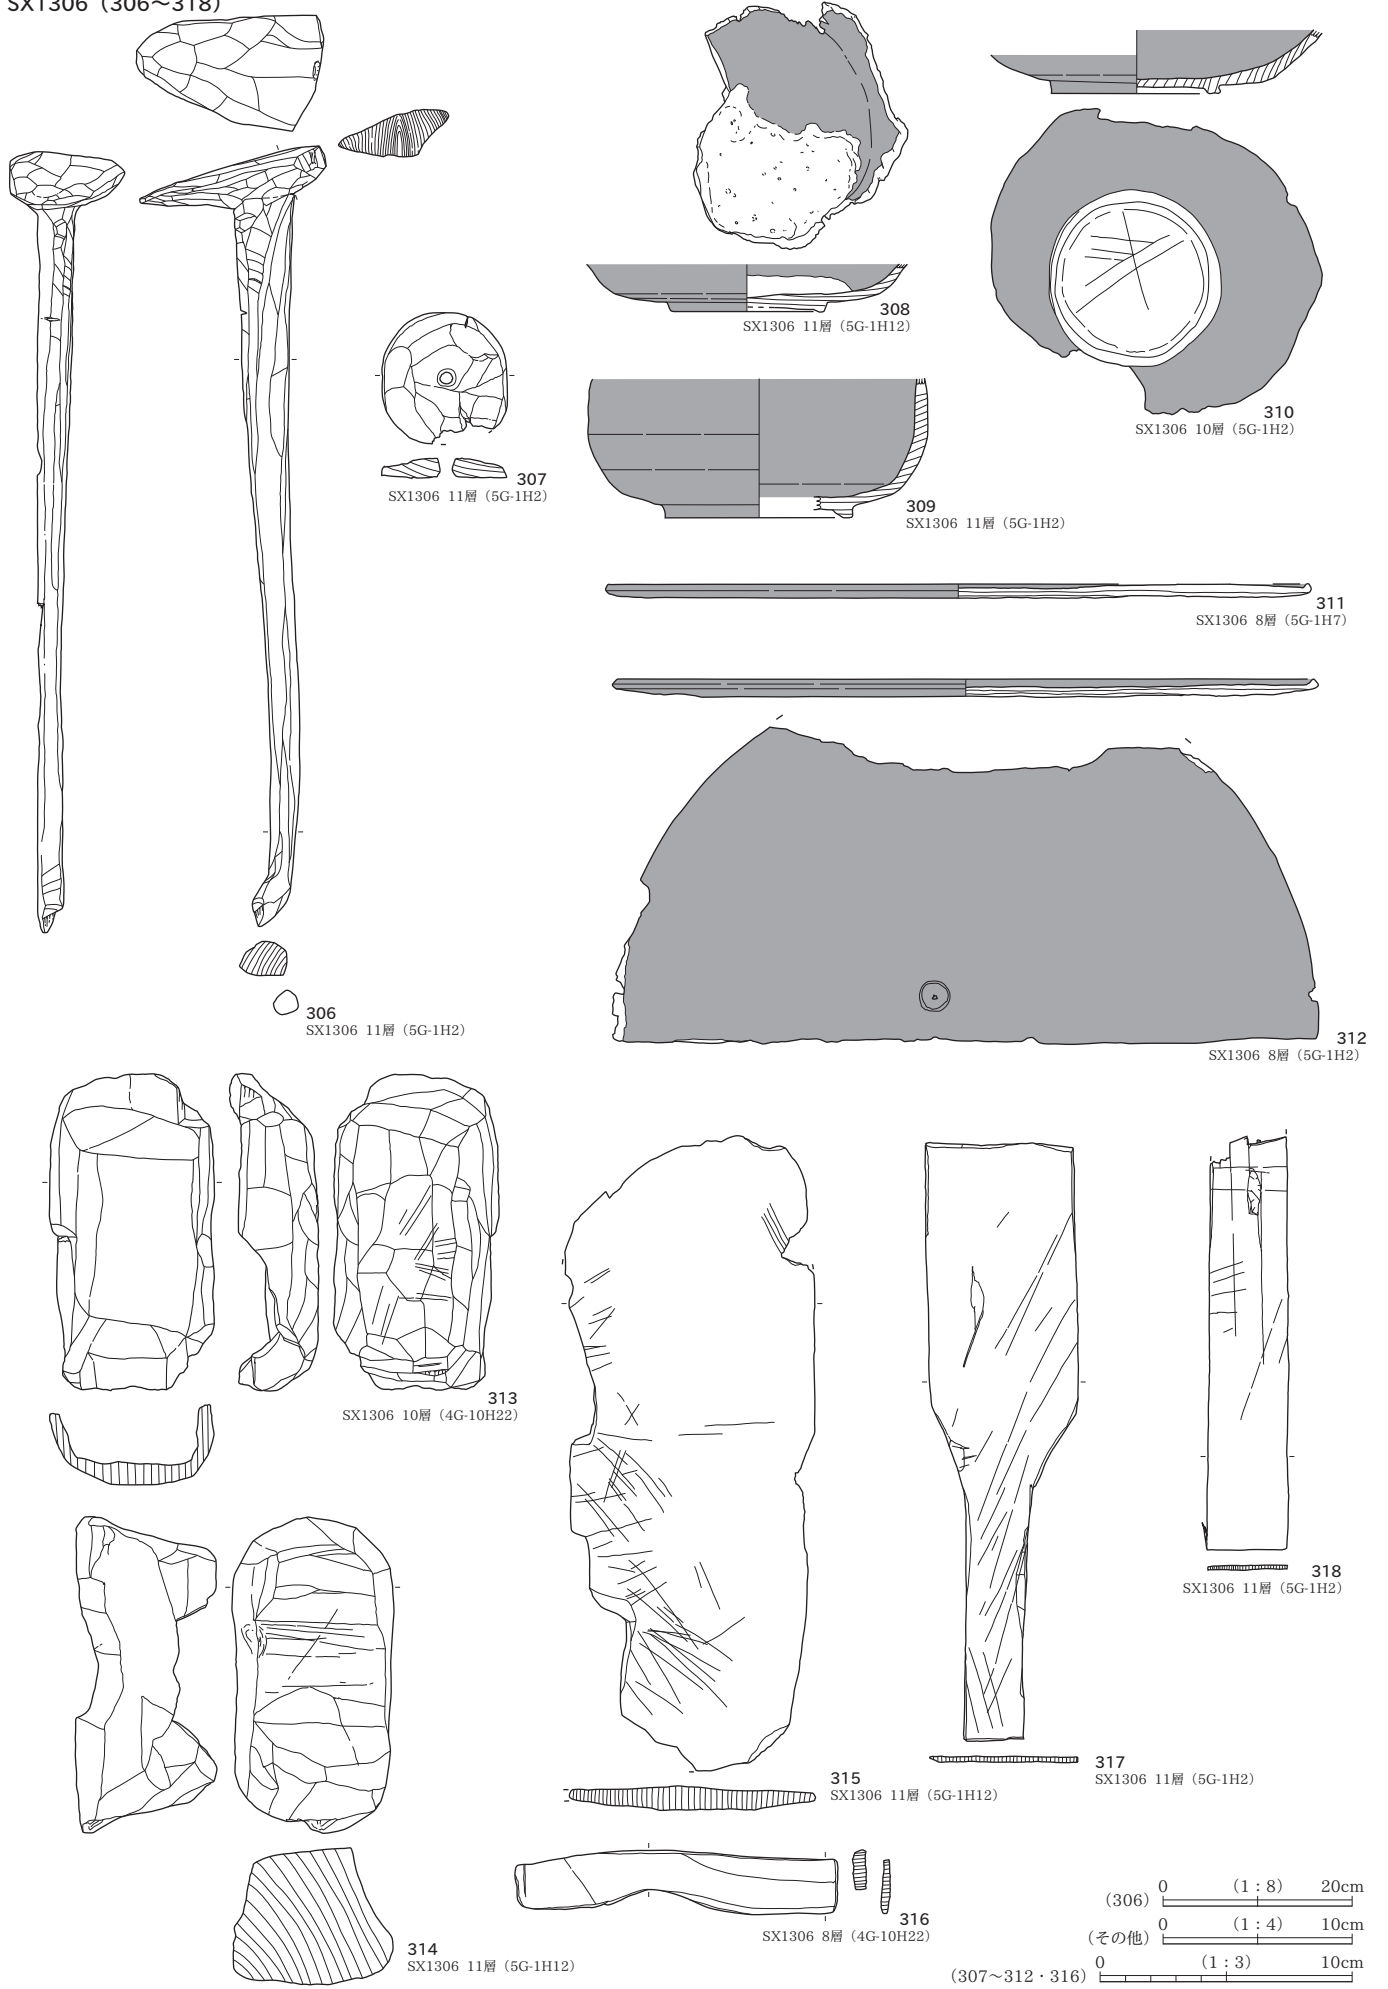 SX1306（306〜318）
308
SX1306 11層（5G-1H12）
310
SX1306 10層（5G-1H2）
307
SX1306 11層（5G-1H2）
309
SX1306 11層（5G-1H2）
311
SX1306 8層（5G-1H7）
306
SX1306 11層（5G-1H2）
312
SX1306 8層（5G-1H2）
313
SX1306 10層（4G-10H22）
318
SX1306 11層（5G-1H2）
315
SX1306 11層（5G-1H12）
317
SX1306 11層（5G-1H2）
314
SX1306 11層（5G-1H12）
316
SX1306 8層（4G-10H22）
（306） 0 （1：8） 20cm
（その他） 0 （1：4） 10cm
（307〜312・316） 0 （1：3） 10cm